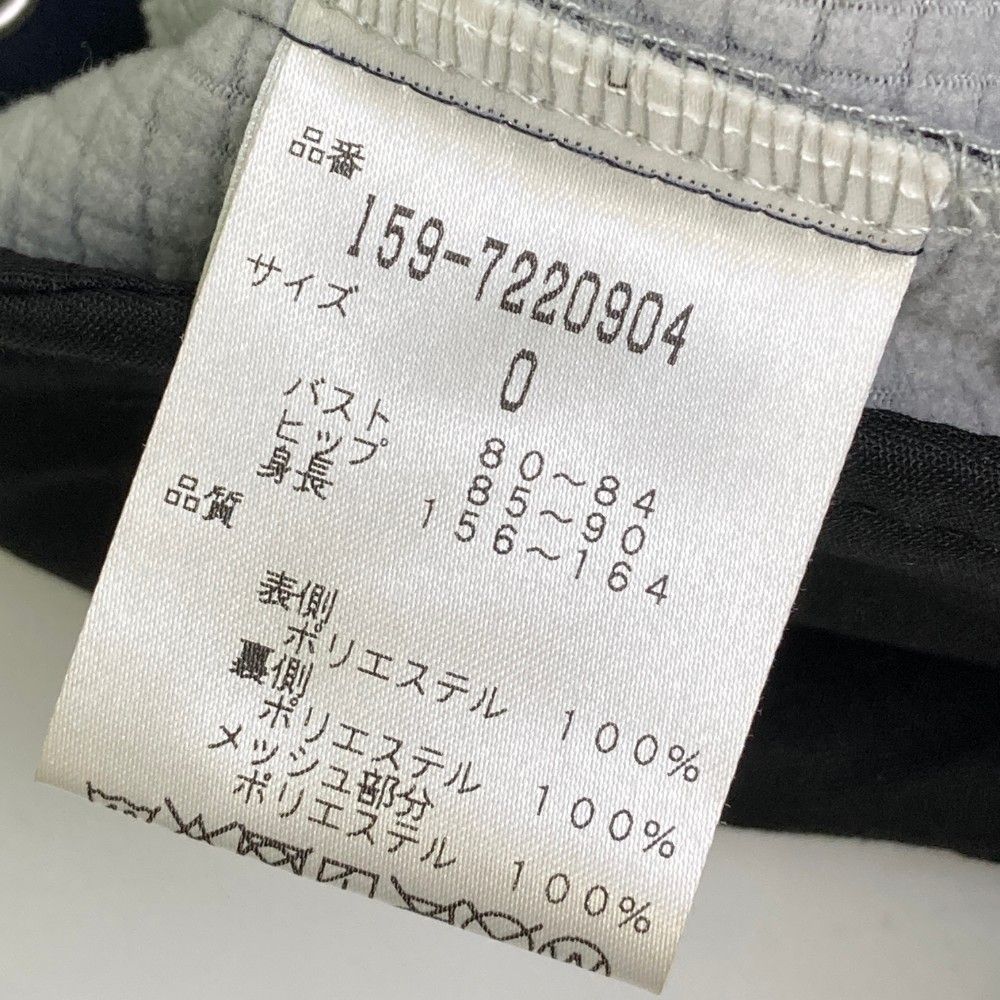 品番
159-7220904
サイズ
0
バスト 80～84
ヒップ 85～90
身長 156～164
品質
表側
ポリエステル 100%
裏側
ポリエステル 100%
メッシュ部分
ポリエステル 100%